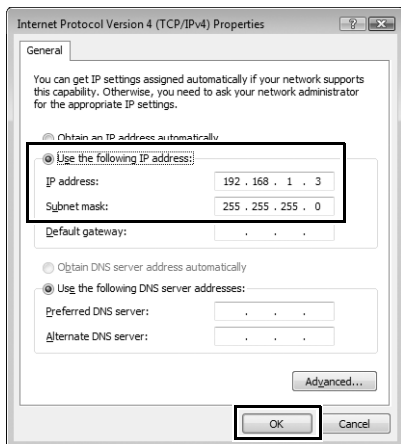 Internet Protocol Version 4 (TCP/IPv4) Properties
General
You can get IP settings assigned automatically if your network supports
this capability. Otherwise, you need to ask your network administrator
for the appropriate IP settings.
Obtain an IP address automatically
Use the following IP address:
IP address: 192 . 168 . 1 . 3
Subnet mask: 255 . 255 . 255 . 0
Default gateway: . . .
Obtain DNS server address automatically
Use the following DNS server addresses:
Preferred DNS server: . . .
Alternate DNS server: . . .
Advanced...
OK Cancel